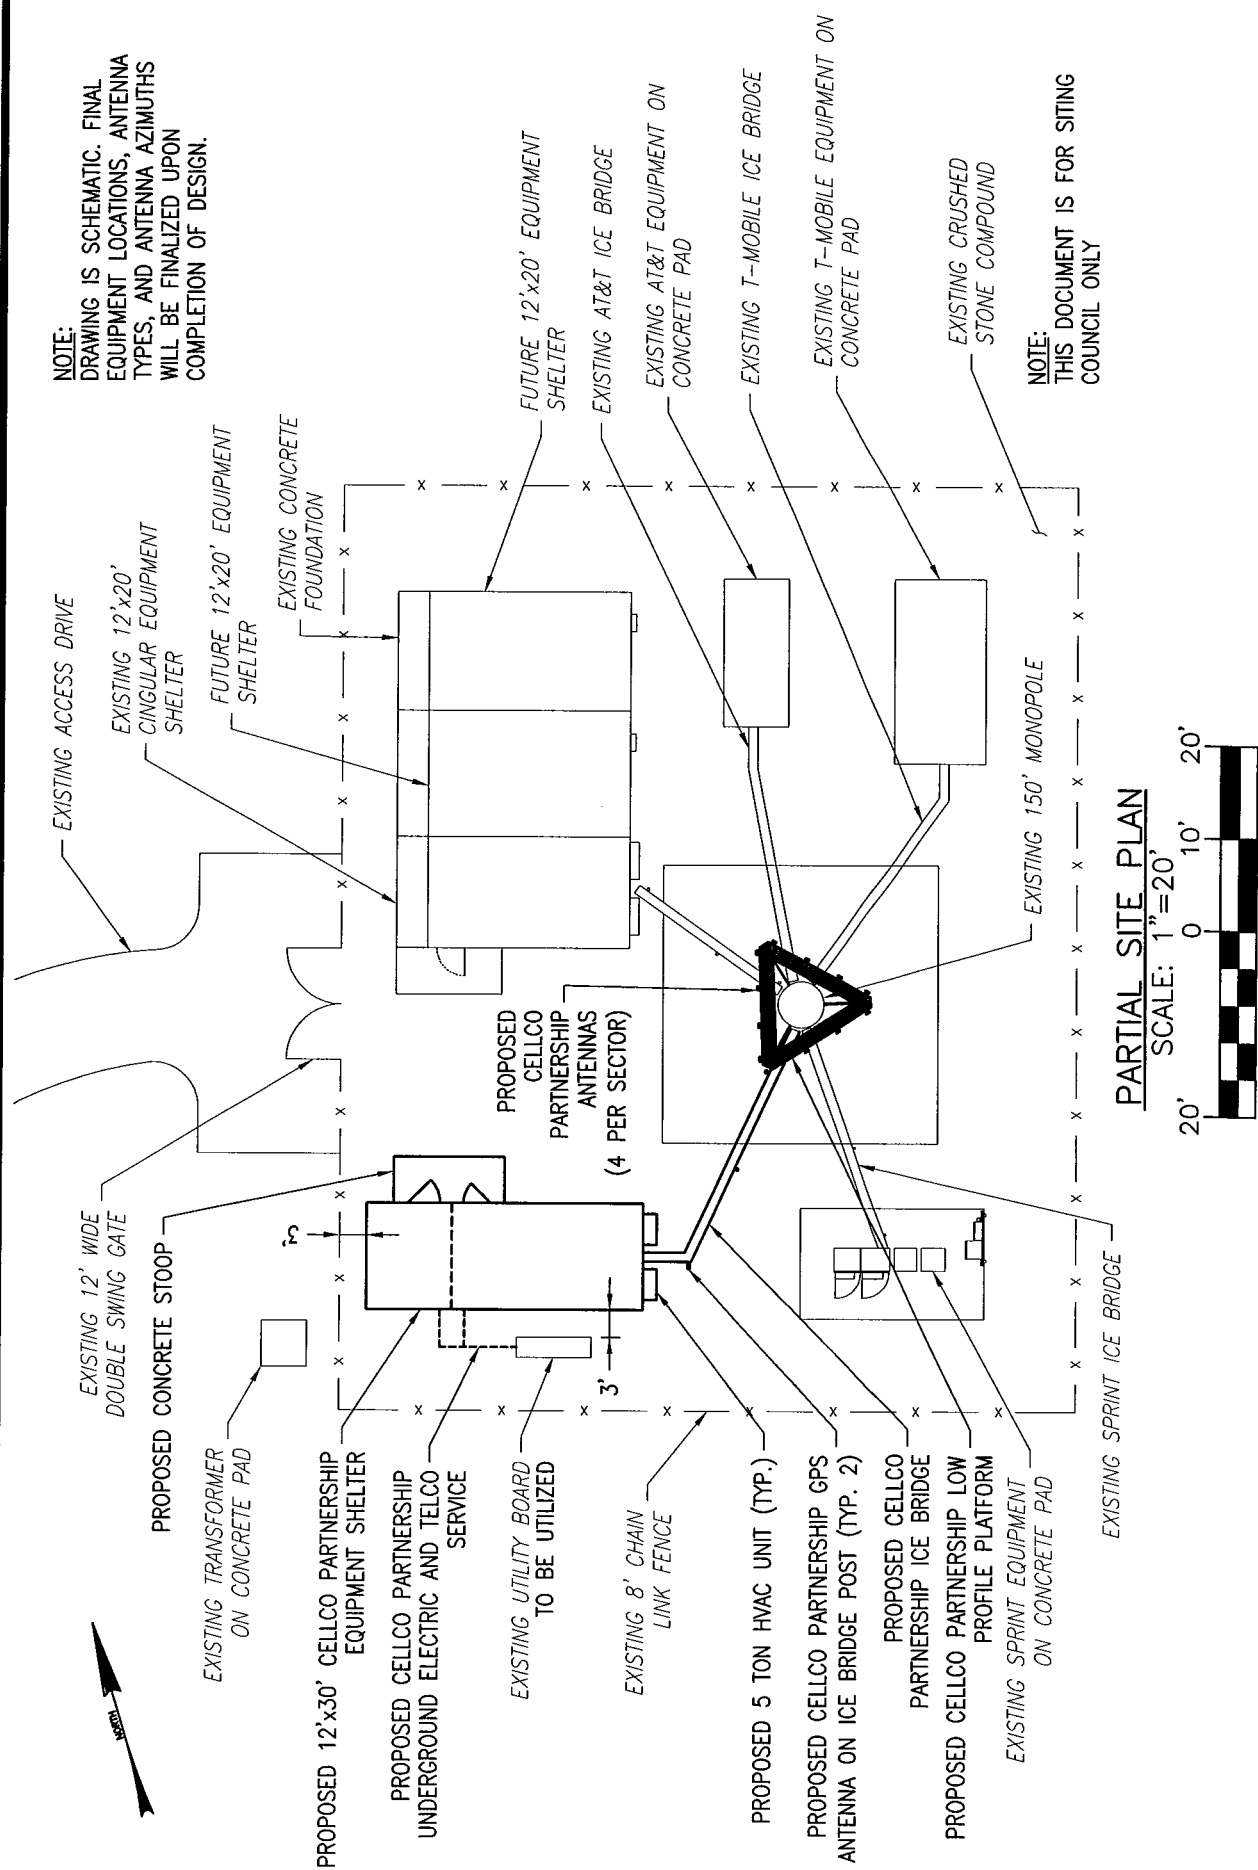 NOTE:
DRAWING IS SCHEMATIC. FINAL
EQUIPMENT LOCATIONS, ANTENNA
TYPES, AND ANTENNA AZIMUTHS
WILL BE FINALIZED UPON
COMPLETION OF DESIGN.
NORTH
EXISTING ACCESS DRIVE
EXISTING 12'x20'
CINGULAR EQUIPMENT
SHELTER
FUTURE 12'x20' EQUIPMENT
SHELTER
EXISTING CONCRETE
FOUNDATION
FUTURE 12'x20' EQUIPMENT
SHELTER
EXISTING AT&T ICE BRIDGE
EXISTING AT&T EQUIPMENT ON
CONCRETE PAD
EXISTING T-MOBILE ICE BRIDGE
EXISTING T-MOBILE EQUIPMENT ON
CONCRETE PAD
EXISTING CRUSHED
STONE COMPOUND
NOTE:
THIS DOCUMENT IS FOR SITING
COUNCIL ONLY
EXISTING 12' WIDE
DOUBLE SWING GATE
PROPOSED CONCRETE STOOP
EXISTING TRANSFORMER
ON CONCRETE PAD
PROPOSED 12'x30' CELLCO PARTNERSHIP
EQUIPMENT SHELTER
PROPOSED CELLCO PARTNERSHIP
UNDERGROUND ELECTRIC AND TELCO
SERVICE
EXISTING UTILITY BOARD
TO BE UTILIZED
EXISTING 8' CHAIN
LINK FENCE
PROPOSED 5 TON HVAC UNIT (TYP.)
PROPOSED CELLCO PARTNERSHIP GPS
ANTENNA ON ICE BRIDGE POST (TYP. 2)
PROPOSED CELLCO
PARTNERSHIP ICE BRIDGE
PROPOSED CELLCO PARTNERSHIP LOW
PROFILE PLATFORM
EXISTING SPRINT EQUIPMENT
ON CONCRETE PAD
EXISTING SPRINT ICE BRIDGE
PROPOSED
CELLCO
PARTNERSHIP
ANTENNAS
(4 PER SECTOR)
3'
3'
EXISTING 150' MONOPOLE
PARTIAL SITE PLAN
SCALE: 1"=20'
20' 0 10' 20'